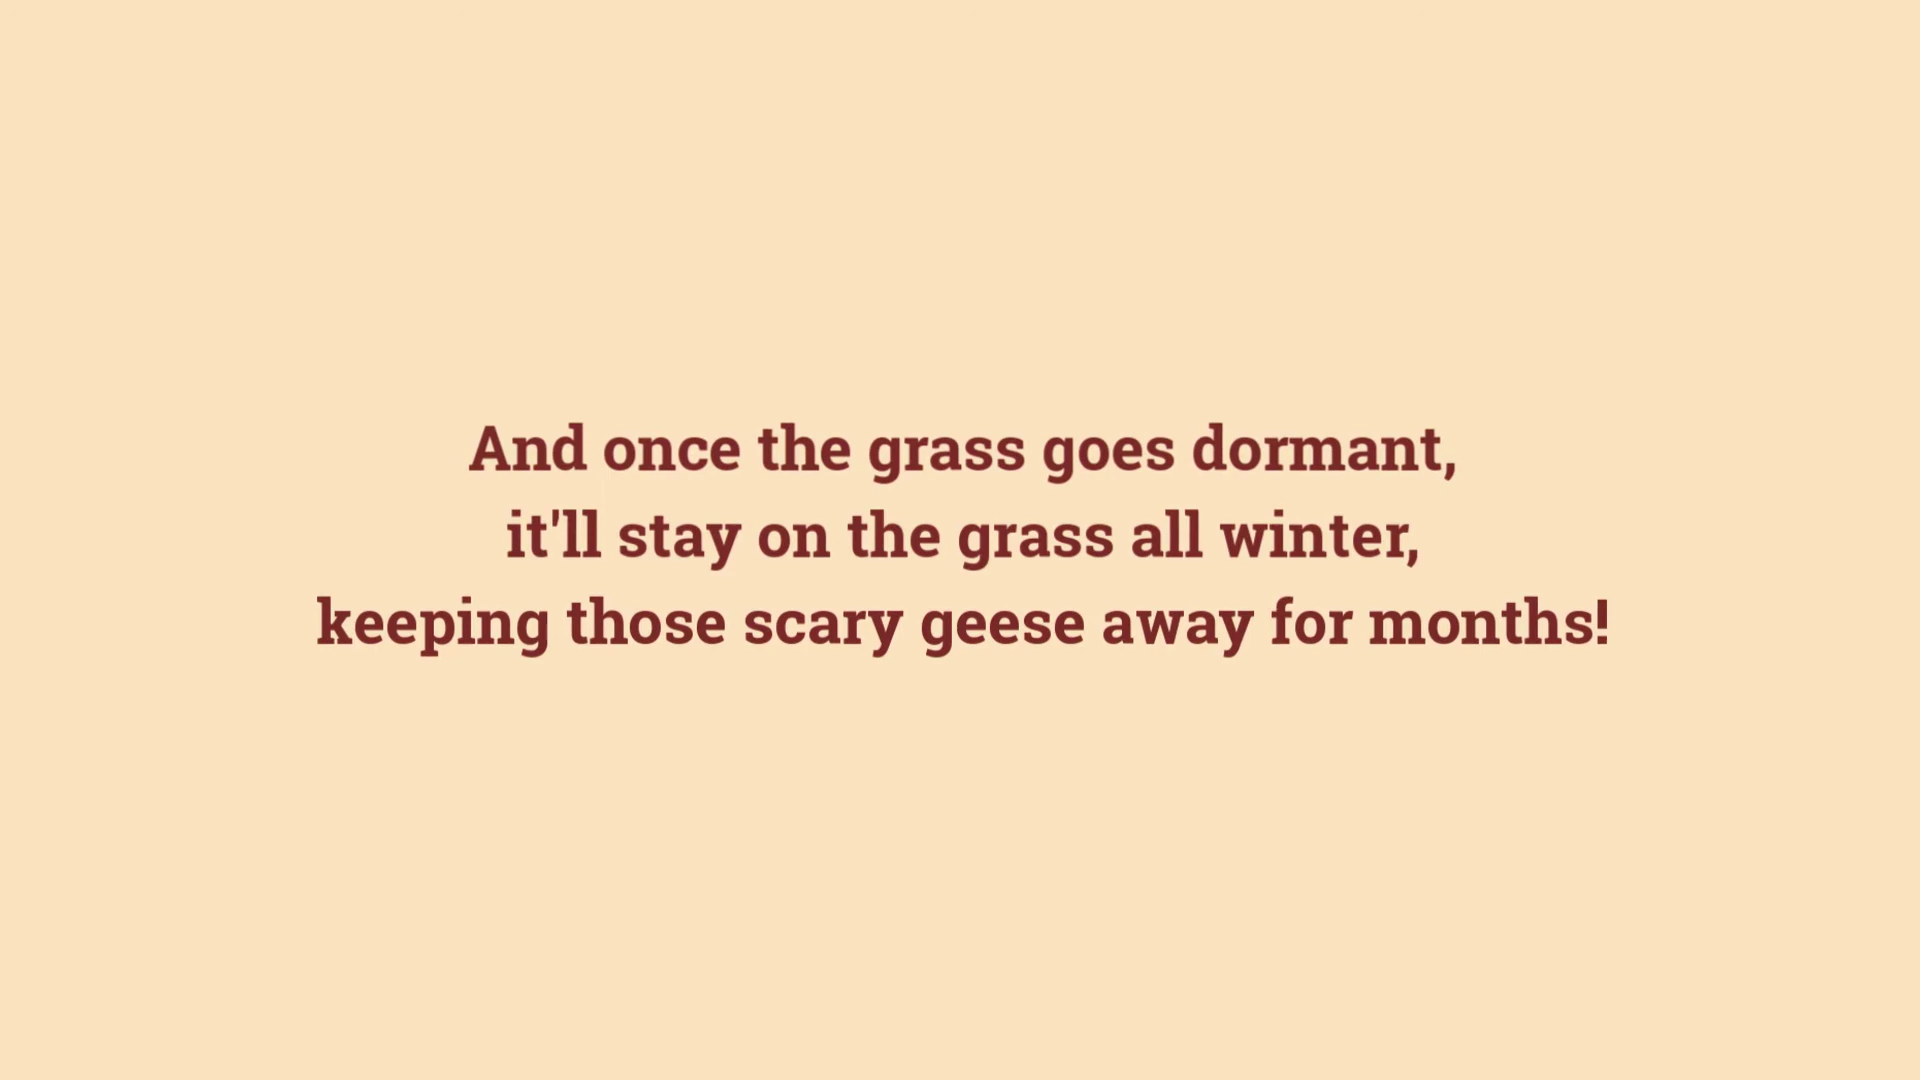 And once the grass goes dormant,
it'll stay on the grass all winter,
keeping those scary geese away for months!